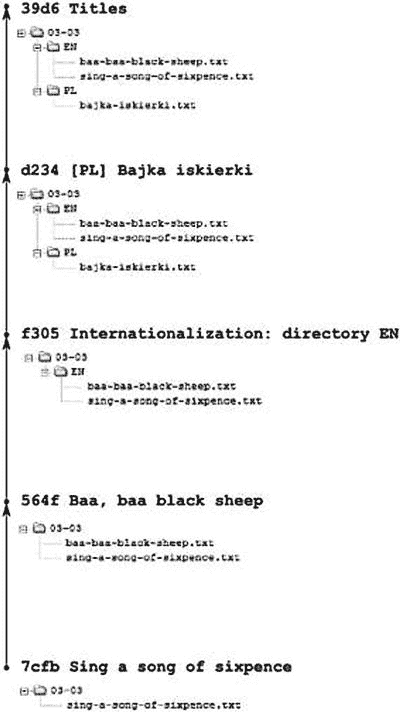 39d6 Titles
03-03
EN
baa-baa-black-sheep.txt
sing-a-song-of-sixpence.txt
PL
bajka-iskierki.txt
d234 [PL] Bajka iskierki
03-03
EN
baa-baa-black-sheep.txt
sing-a-song-of-sixpence.txt
PL
bajka-iskierki.txt
f305 Internationalization: directory EN
03-03
EN
baa-baa-black-sheep.txt
sing-a-song-of-sixpence.txt
564f Baa, baa black sheep
03-03
baa-baa-black-sheep.txt
sing-a-song-of-sixpence.txt
7cfb Sing a song of sixpence
03-03
sing-a-song-of-sixpence.txt